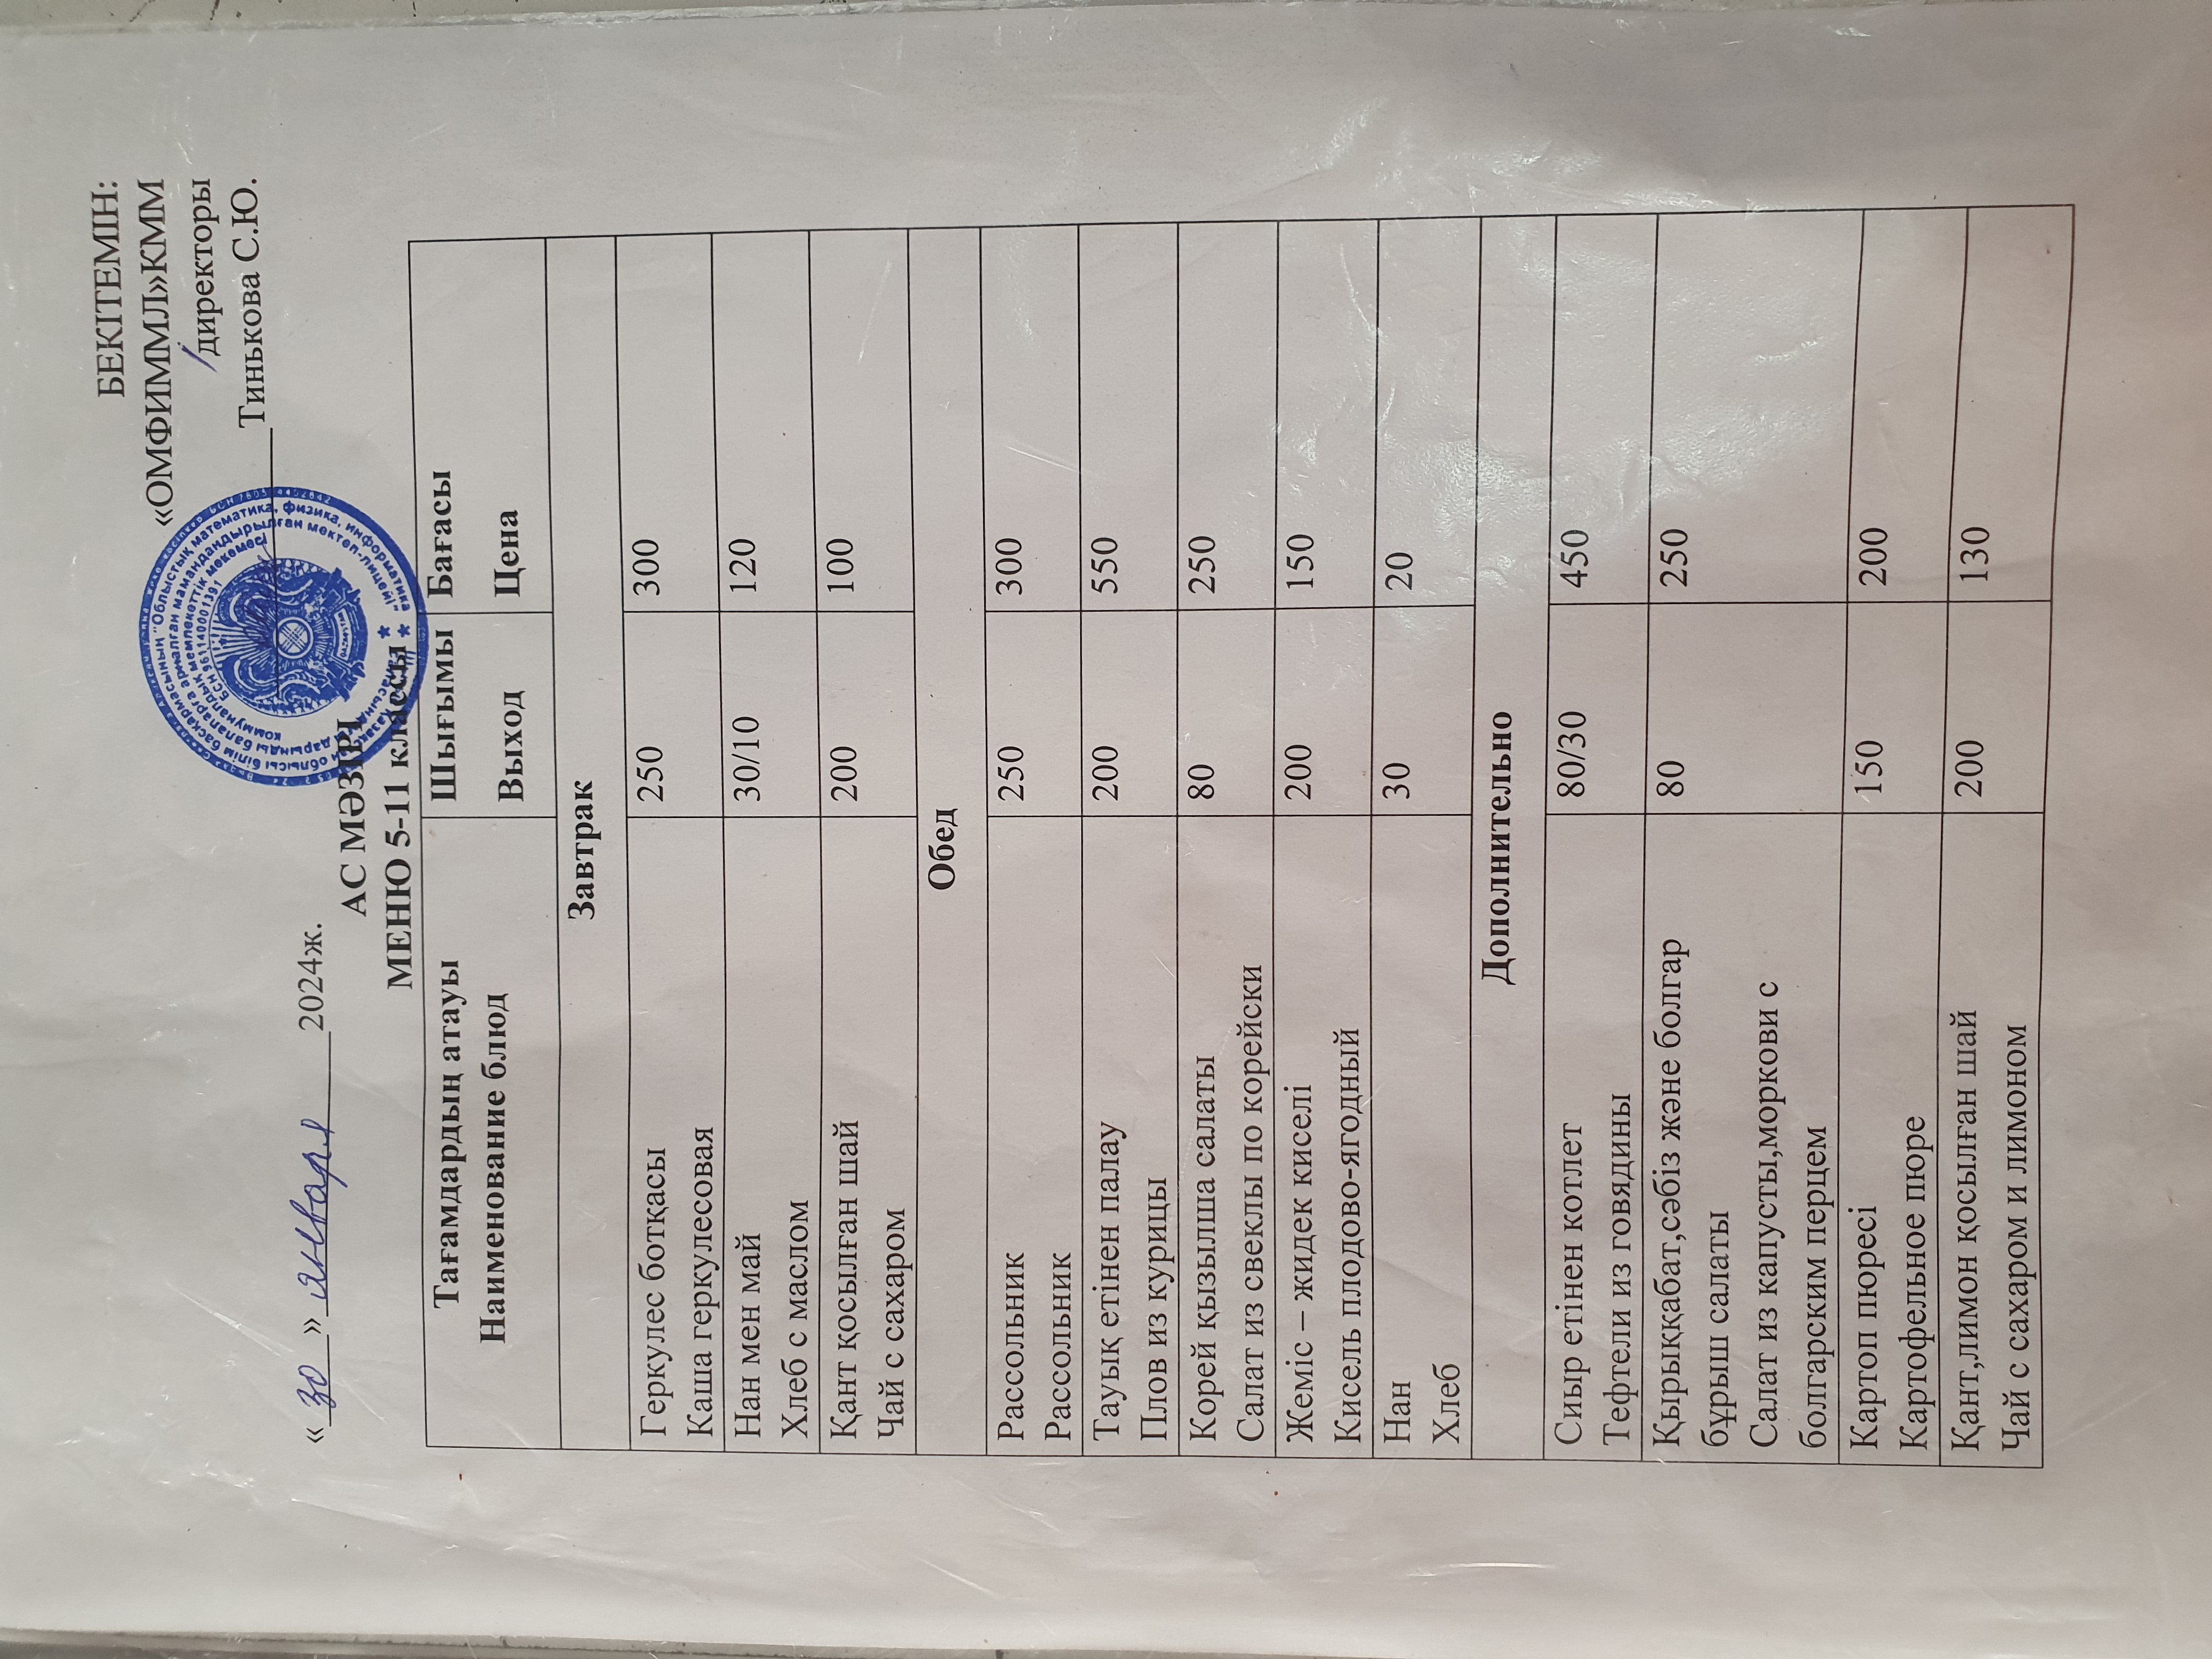 БЕКІТЕМІН:
«ОМФИММЛ»КММ
директоры
Тинькова С.Ю.
« 30 » января 2024ж.
АС МӘЗІРІ
МЕНЮ 5-11 классы
Тағамдардың атауы
Наименование блюд
Шығымы
Выход
Бағасы
Цена
Завтрак
Геркулес ботқасы 250 300
Каша геркулесовая
Нан мен май 30/10 120
Хлеб с маслом
Қант қосылған шай 200 100
Чай с сахаром
Обед
Рассольник 250 300
Рассольник
Тауық етінен палау 200 550
Плов из курицы
Корей қызылша салаты 80 250
Салат из свеклы по корейски
Жеміс – жидек киселі 200 150
Кисель плодово-ягодный
Нан 30 20
Хлеб
Дополнительно
Сиыр етінен котлет 80/30 450
Тефтели из говядины
Қырыққабат,сәбіз және болгар 80 250
бұрыш салаты
Салат из капусты,моркови с
болгарским перцем
Картоп пюресі 150 200
Картофельное пюре
Қант,лимон қосылған шай 200 130
Чай с сахаром и лимоном